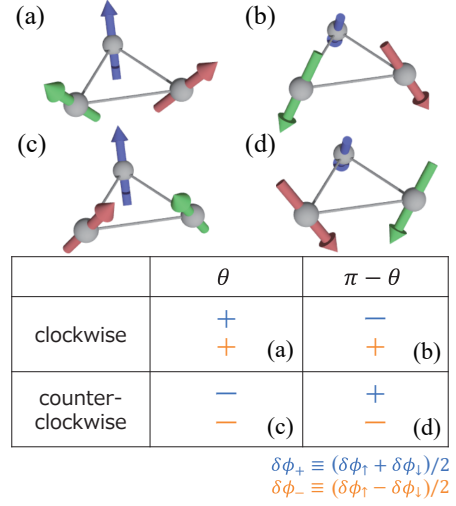 (a) (b)
(c) (d)
θ π − θ
clockwise + −
+ (a) + (b)
counter-
clockwise − +
− (c) − (d)
δϕ₊ ≡ (δϕ↑ + δϕ↓)/2
δϕ₋ ≡ (δϕ↑ − δϕ↓)/2